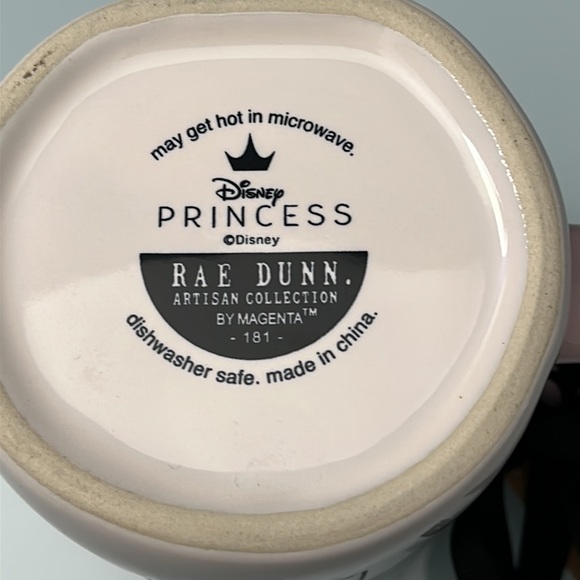 may get hot in microwave.
Disney
PRINCESS
©Disney
RAE DUNN.
ARTISAN COLLECTION
BY MAGENTA™
- 181 -
dishwasher safe. made in china.